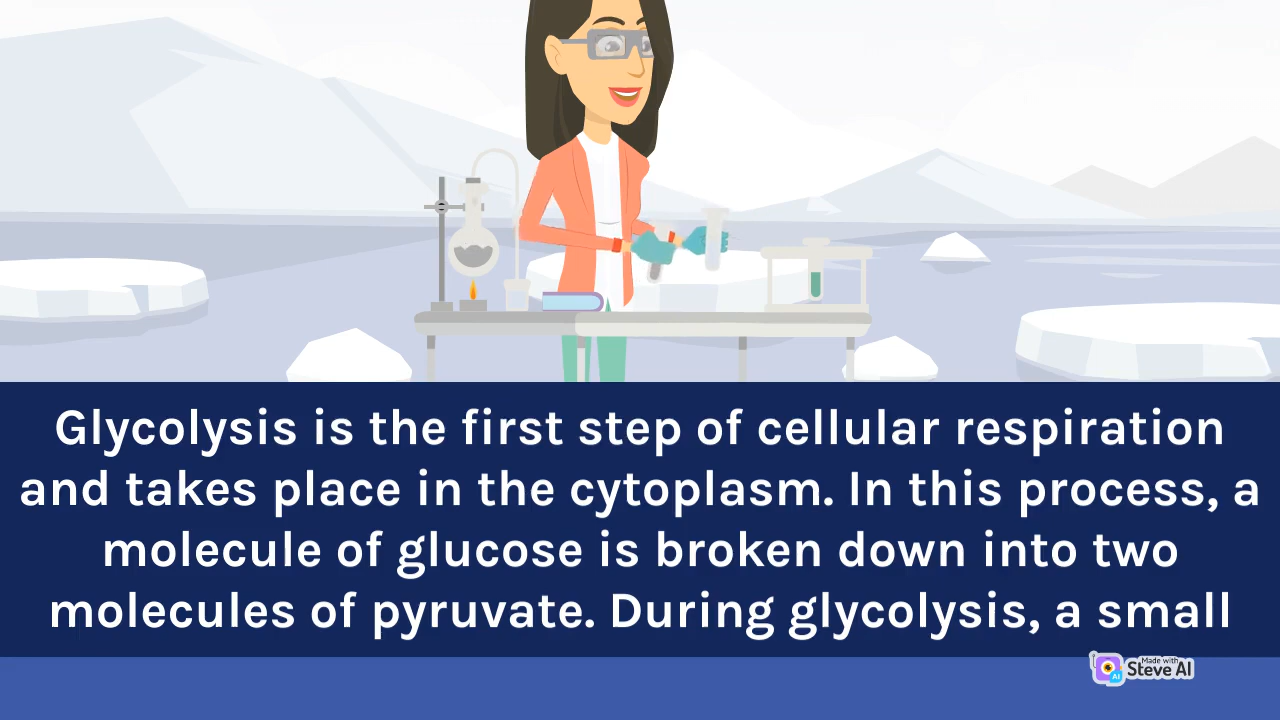 Glycolysis is the first step of cellular respiration
and takes place in the cytoplasm. In this process, a
molecule of glucose is broken down into two
molecules of pyruvate. During glycolysis, a small
Made with
Steve AI
AI